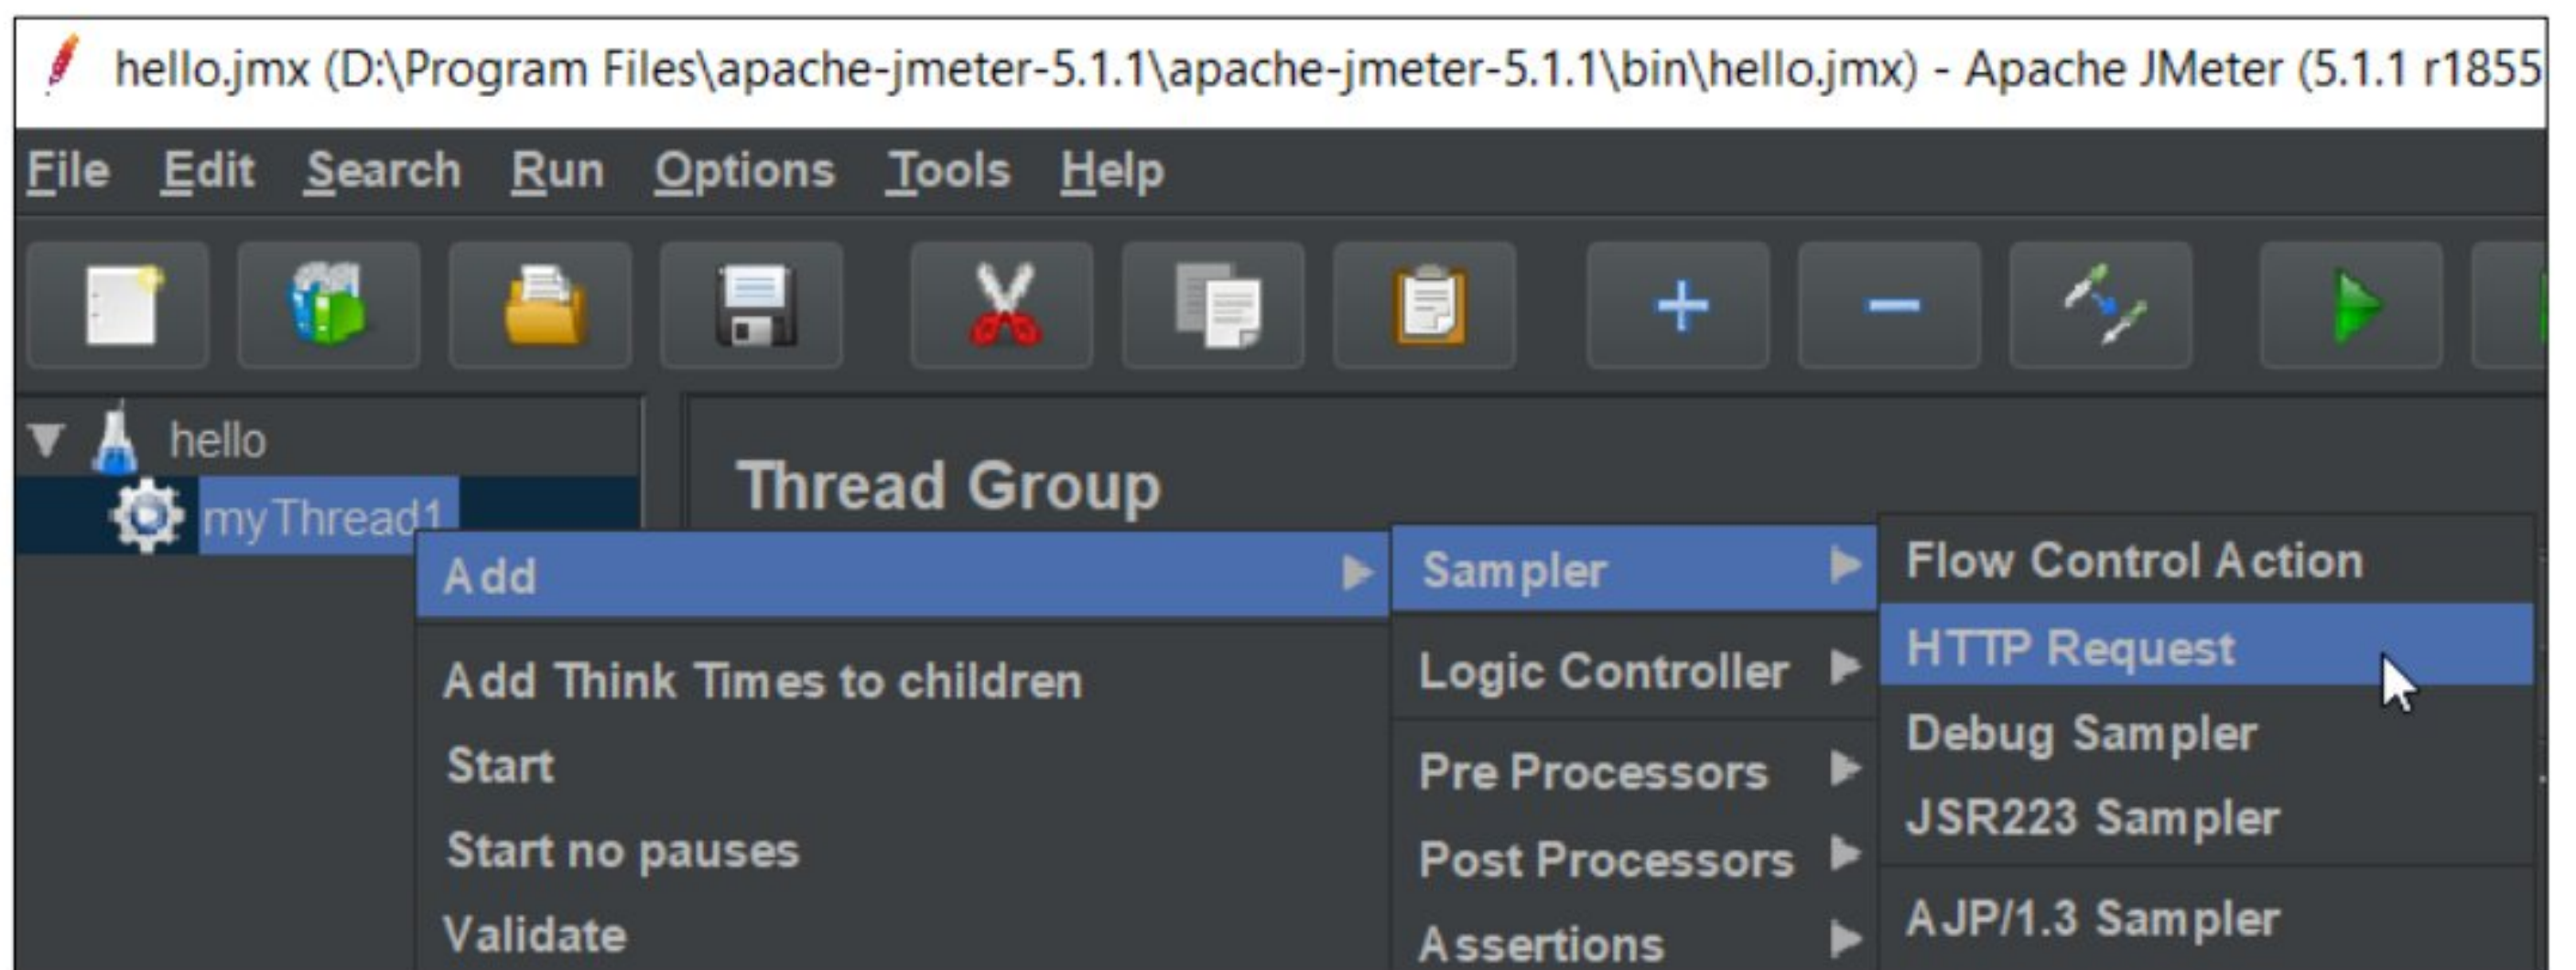 hello.jmx (D:\Program Files\apache-jmeter-5.1.1\apache-jmeter-5.1.1\bin\hello.jmx) - Apache JMeter (5.1.1 r1855
File Edit Search Run Options Tools Help
hello
myThread1
Thread Group
Add
Add Think Times to children
Start
Start no pauses
Validate
Sampler
Logic Controller
Pre Processors
Post Processors
Assertions
Flow Control Action
HTTP Request
Debug Sampler
JSR223 Sampler
AJP/1.3 Sampler